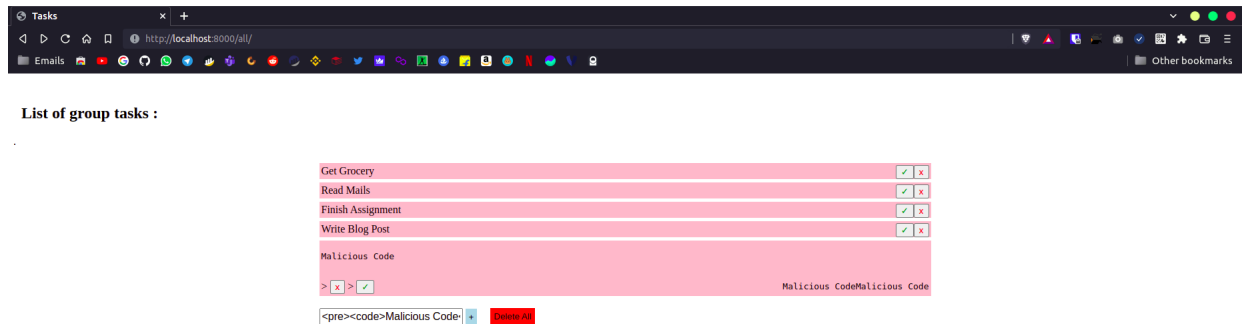 Tasks
http://localhost:8000/all/
Emails
Other bookmarks
List of group tasks :
Get Grocery ✓ x
Read Mails ✓ x
Finish Assignment ✓ x
Write Blog Post ✓ x
Malicious Code
> x > ✓ Malicious CodeMalicious Code
<pre><code>Malicious Code< + Delete All